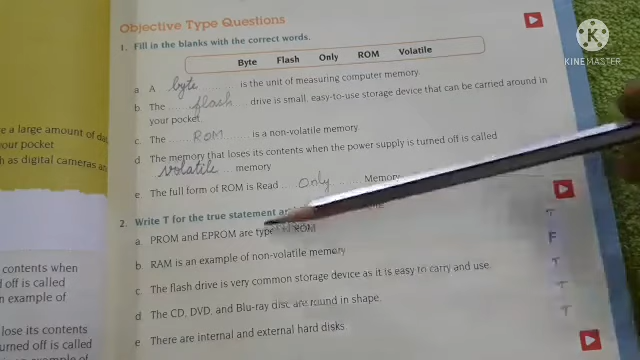 Objective Type Questions
1. Fill in the blanks with the correct words.
Byte Flash Only ROM Volatile
KINEMASTER
a A byte is the unit of measuring computer memory.
b The flash drive is small, easy-to-use storage device that can be carried around in
your pocket.
c The ROM is a non-volatile memory.
d The memory that loses its contents when the power supply is turned off is called
volatile memory
e The full form of ROM is Read Only Memory
2. Write T for the true statement
a PROM and EPROM are type ROM T
b RAM is an example of non-volatile memory F
c The flash drive is very common storage device as it is easy to carry and use. T
d The CD, DVD, and Blu-ray disc are round in shape. T
e There are internal and external hard disks. T
e a large amount of
your pocket
h as digital cameras
contents when
off is called
n example of
lose its contents
urned off is called
an example of